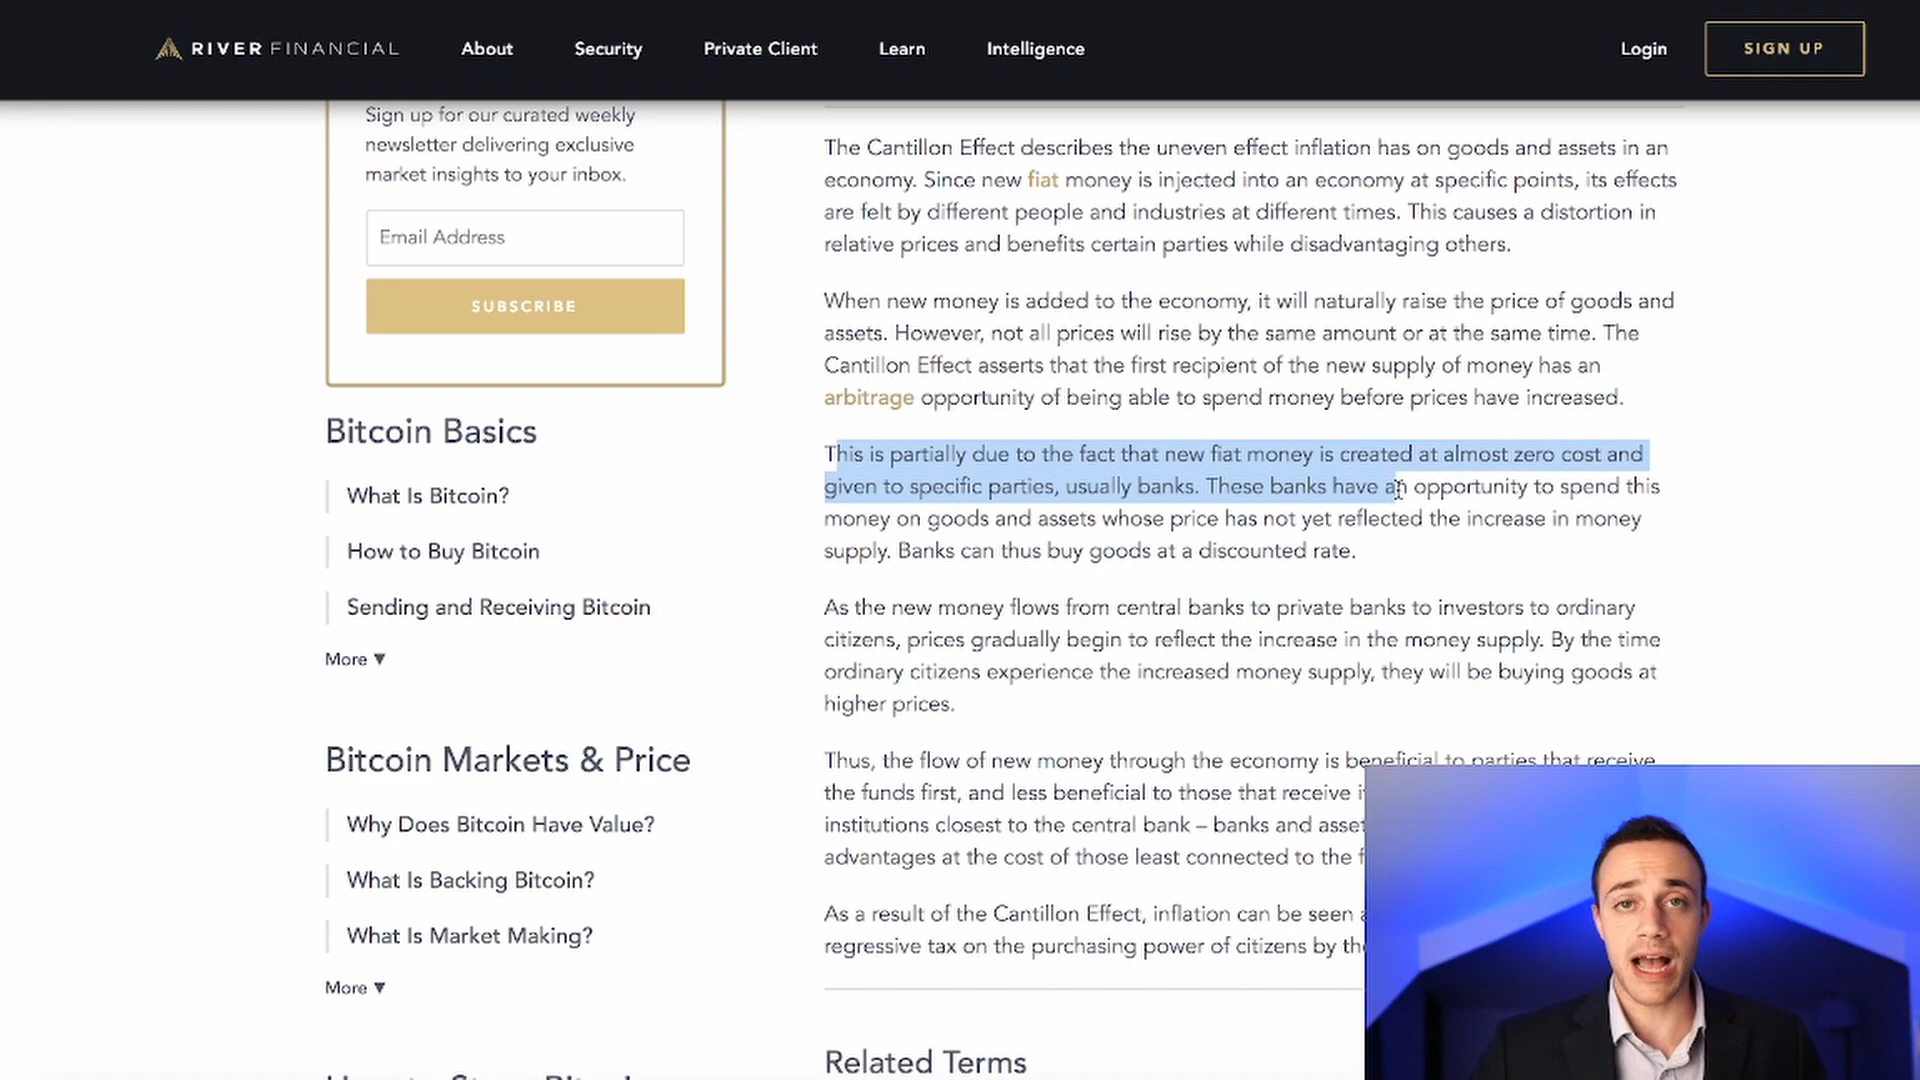 RIVER FINANCIAL
About
Security
Private Client
Learn
Intelligence
Login
SIGN UP
Sign up for our curated weekly
newsletter delivering exclusive
market insights to your inbox.
Email Address
SUBSCRIBE
Bitcoin Basics
What Is Bitcoin?
How to Buy Bitcoin
Sending and Receiving Bitcoin
More ▼
Bitcoin Markets & Price
Why Does Bitcoin Have Value?
What Is Backing Bitcoin?
What Is Market Making?
More ▼
The Cantillon Effect describes the uneven effect inflation has on goods and assets in an
economy. Since new fiat money is injected into an economy at specific points, its effects
are felt by different people and industries at different times. This causes a distortion in
relative prices and benefits certain parties while disadvantaging others.
When new money is added to the economy, it will naturally raise the price of goods and
assets. However, not all prices will rise by the same amount or at the same time. The
Cantillon Effect asserts that the first recipient of the new supply of money has an
arbitrage opportunity of being able to spend money before prices have increased.
This is partially due to the fact that new fiat money is created at almost zero cost and
given to specific parties, usually banks. These banks have an opportunity to spend this
money on goods and assets whose price has not yet reflected the increase in money
supply. Banks can thus buy goods at a discounted rate.
As the new money flows from central banks to private banks to investors to ordinary
citizens, prices gradually begin to reflect the increase in the money supply. By the time
ordinary citizens experience the increased money supply, they will be buying goods at
higher prices.
Thus, the flow of new money through the economy is beneficial to parties that receive
the funds first, and less beneficial to those that receive
institutions closest to the central bank – banks and asset
advantages at the cost of those least connected to the
As a result of the Cantillon Effect, inflation can be seen
regressive tax on the purchasing power of citizens by
Related Terms